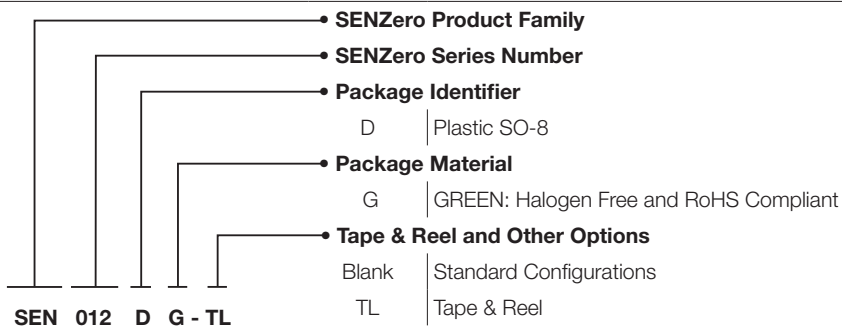 SENZero Product Family
SENZero Series Number
Package Identifier
D Plastic SO-8
Package Material
G GREEN: Halogen Free and RoHS Compliant
Tape & Reel and Other Options
Blank Standard Configurations
TL Tape & Reel
SEN 012 D G - TL